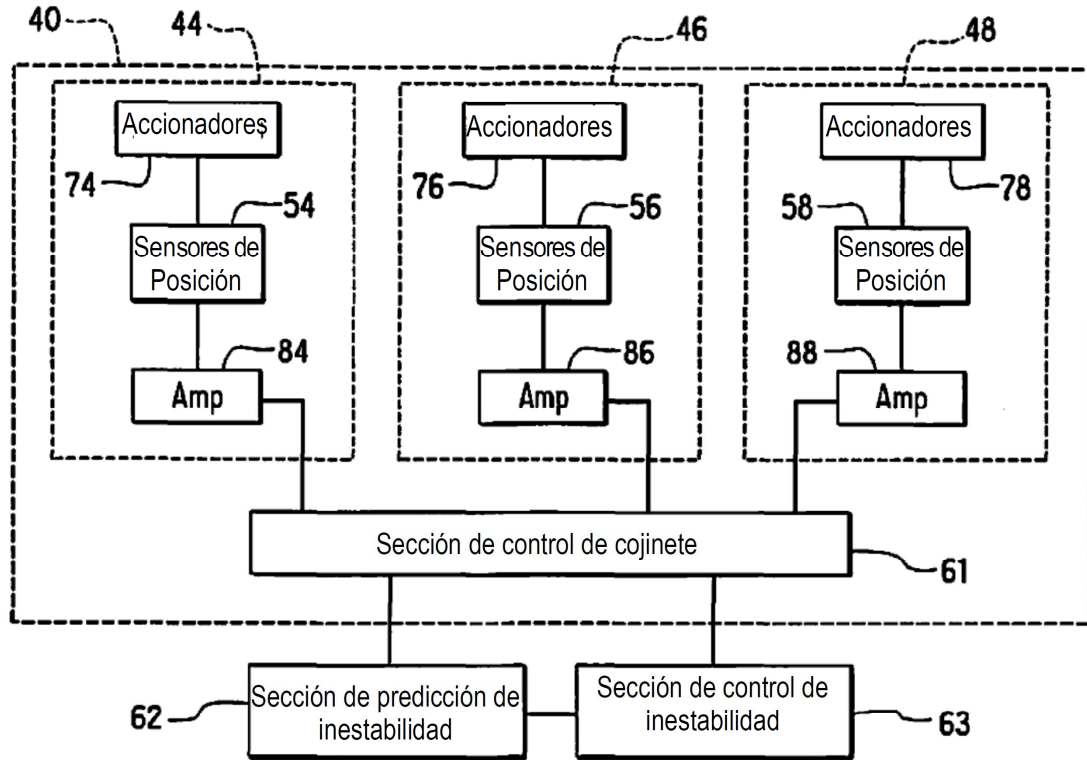 40
44
46
48
Accionadores
Accionadores
Accionadores
74
76
78
54
56
58
Sensores de
Posición
Sensores de
Posición
Sensores de
Posición
84
86
88
Amp
Amp
Amp
Sección de control de cojinete
61
Sección de predicción de
inestabilidad
Sección de control de
inestabilidad
62
63